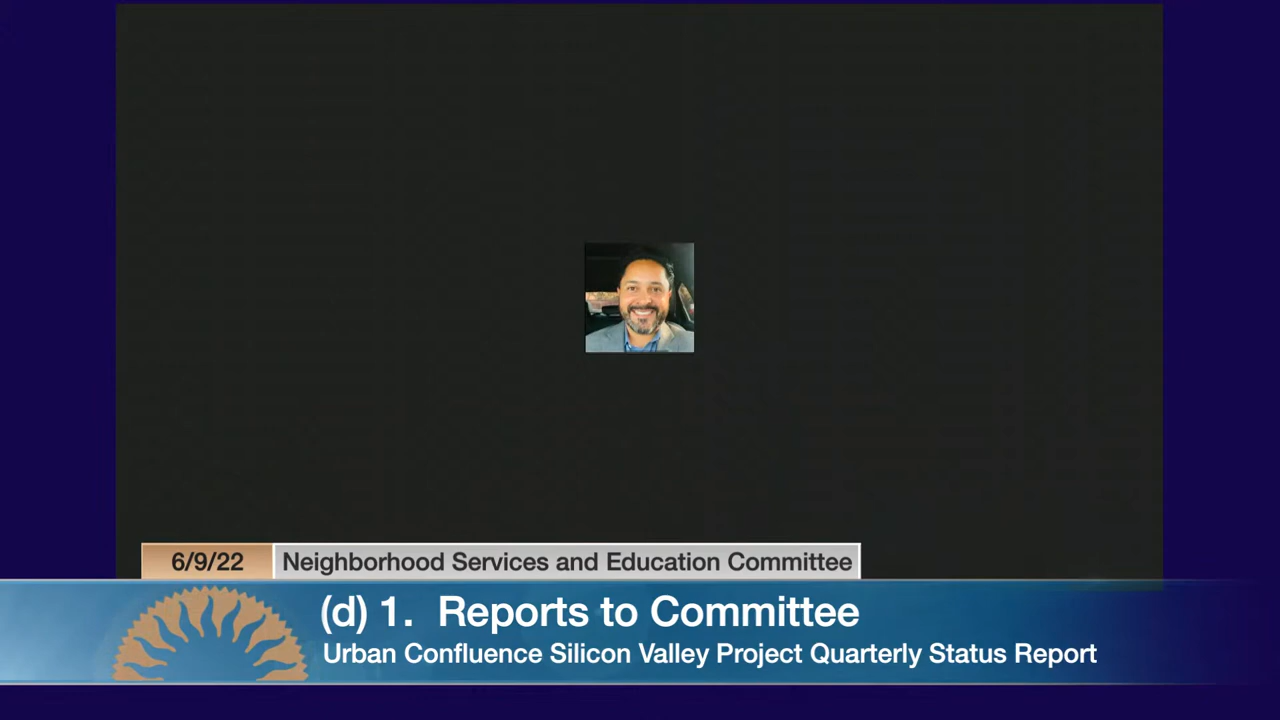 6/9/22 Neighborhood Services and Education Committee
(d) 1. Reports to Committee
Urban Confluence Silicon Valley Project Quarterly Status Report